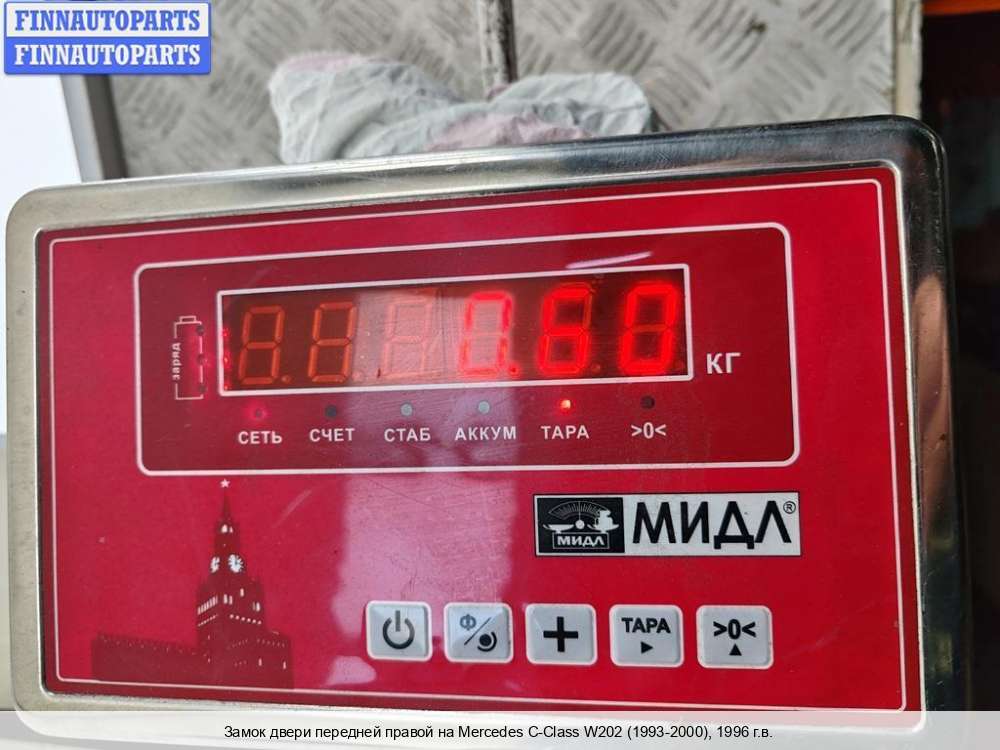 FINNAUTOPARTS
FINNAUTOPARTS
0.60
КГ
заряд
СЕТЬ СЧЕТ СТАБ АККУМ ТАРА >0<
МИДЛ МИДЛ®
Ф
+
ТАРА
>0<
Замок двери передней правой на Mercedes C-Class W202 (1993-2000), 1996 г.в.